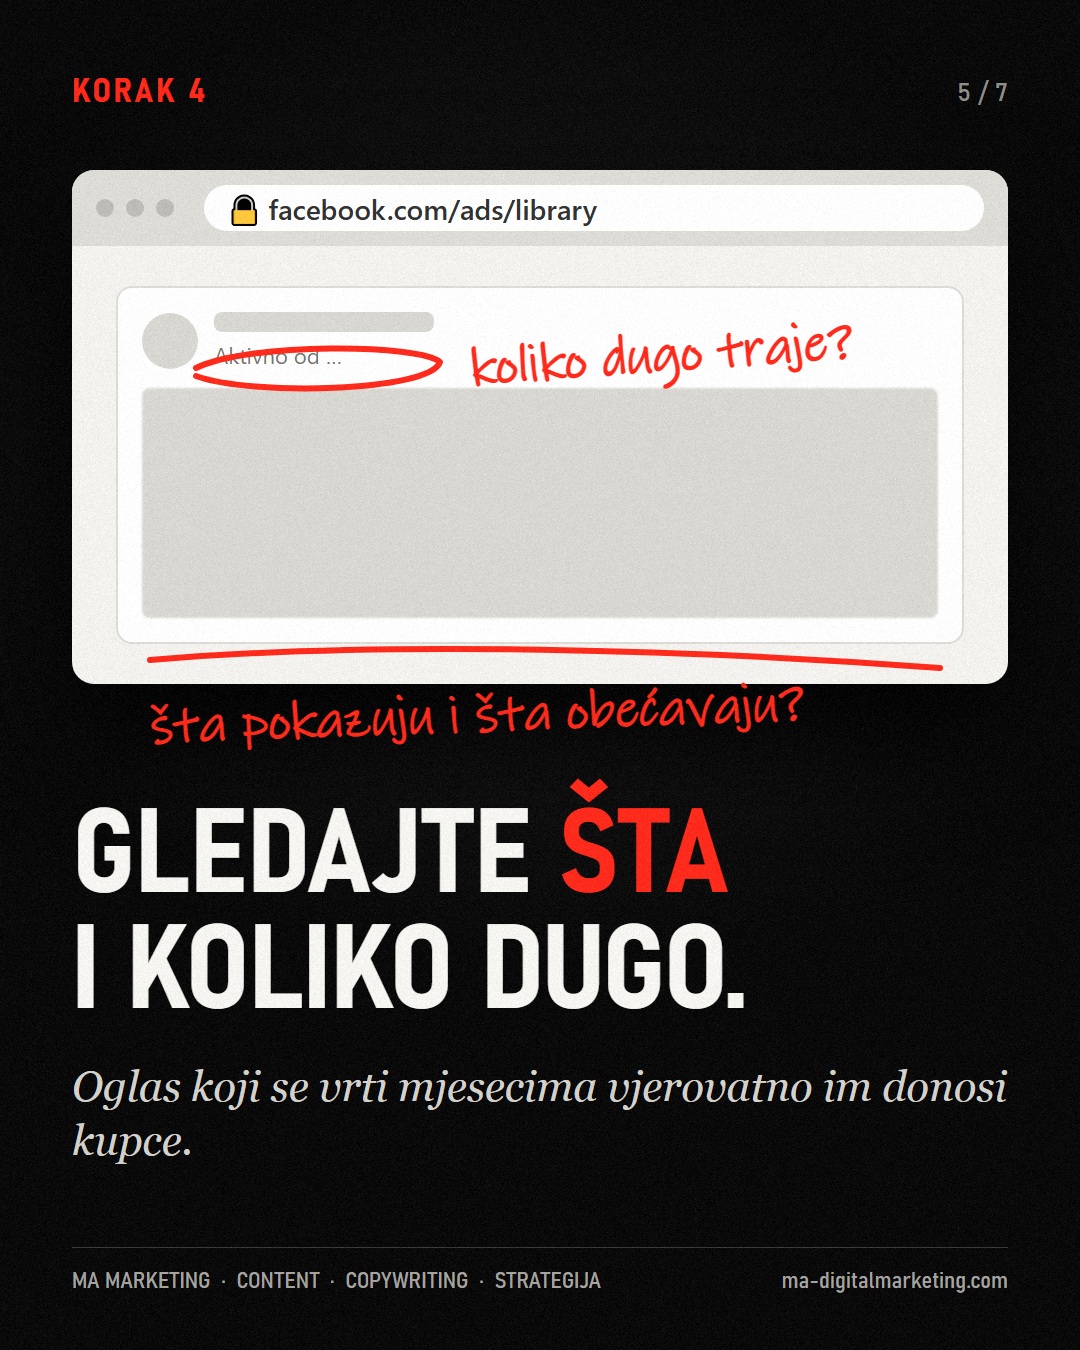 KORAK 4
5 / 7
facebook.com/ads/library
Aktivno od ...
koliko dugo traje?
šta pokazuju i šta obećavaju?
GLEDAJTE ŠTA
I KOLIKO DUGO.
Oglas koji se vrti mjesecima vjerovatno im donosi
kupce.
MA MARKETING · CONTENT · COPYWRITING · STRATEGIJA
ma-digitalmarketing.com